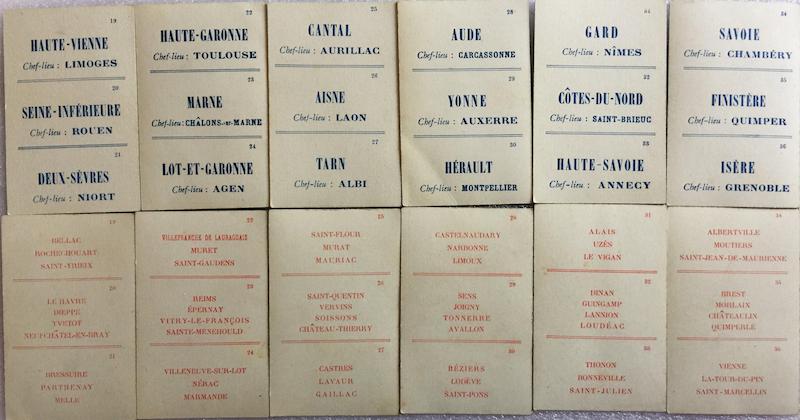 19
HAUTE-VIENNE
Chef-lieu : LIMOGES
20
SEINE-INFÉRIEURE
Chef-lieu : ROUEN
21
DEUX-SÈVRES
Chef-lieu : NIORT
22
HAUTE-GARONNE
Chef-lieu : TOULOUSE
23
MARNE
Chef-lieu : CHÂLONS-SUR-MARNE
24
LOT-ET-GARONNE
Chef-lieu : AGEN
25
CANTAL
Chef-lieu : AURILLAC
26
AISNE
Chef-lieu : LAON
27
TARN
Chef-lieu : ALBI
28
AUDE
Chef-lieu : CARCASSONNE
29
YONNE
Chef-lieu : AUXERRE
30
HÉRAULT
Chef-lieu : MONTPELLIER
31
GARD
Chef-lieu : NÎMES
32
CÔTES-DU-NORD
Chef-lieu : SAINT-BRIEUC
33
HAUTE-SAVOIE
Chef-lieu : ANNECY
34
SAVOIE
Chef-lieu : CHAMBÉRY
35
FINISTÈRE
Chef-lieu : QUIMPER
36
ISÈRE
Chef-lieu : GRENOBLE
19
BELLAC
ROCHECHOUART
SAINT-YRIEIX
20
LE HAVRE
DIEPPE
YVETOT
NEUFCHÂTEL-EN-BRAY
21
BRESSUIRE
PARTHENAY
MELLE
22
VILLEFRANCHE DE LAURAGUAIS
MURET
SAINT-GAUDENS
23
REIMS
ÉPERNAY
VITRY-LE-FRANÇOIS
SAINTE-MENEHOULD
24
VILLENEUVE-SUR-LOT
NÉRAC
MARMANDE
25
SAINT-FLOUR
MURAT
MAURIAC
26
SAINT-QUENTIN
VERVINS
SOISSONS
CHÂTEAU-THIERRY
27
CASTRES
LAVAUR
GAILLAC
28
CASTELNAUDARY
NARBONNE
LIMOUX
29
SENS
JOIGNY
TONNERRE
AVALLON
30
BÉZIERS
LODÈVE
SAINT-PONS
31
ALAIS
UZÈS
LE VIGAN
32
DINAN
GUINGAMP
LANNION
LOUDÉAC
33
THONON
BONNEVILLE
SAINT-JULIEN
34
ALBERTVILLE
MOUTIERS
SAINT-JEAN-DE-MAURIENNE
35
BREST
MORLAIX
CHÂTEAULIN
QUIMPERLÉ
36
VIENNE
LA-TOUR-DU-PIN
SAINT-MARCELLIN